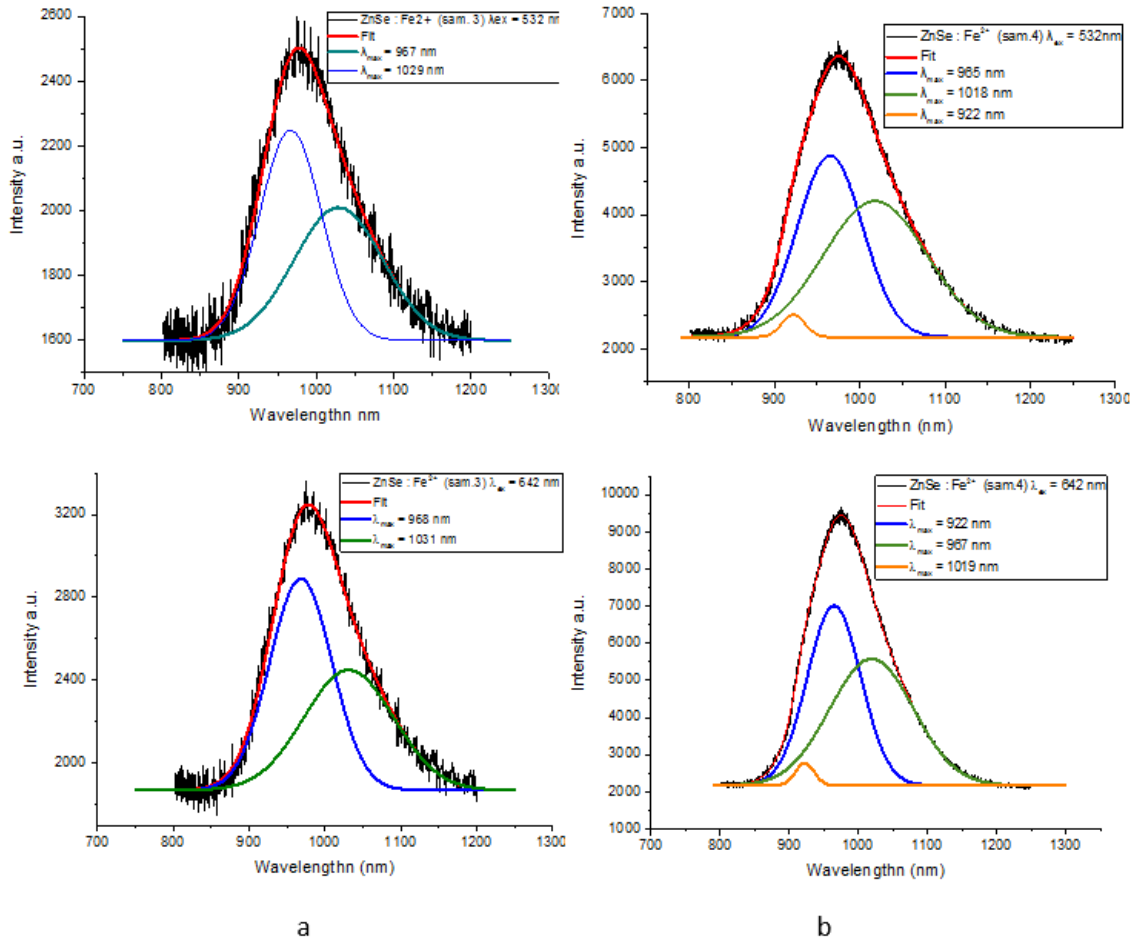 ZnSe : Fe2+ (sam. 3) λex = 532 nm
Fit
λmax = 967 nm
λmax = 1029 nm
2600
2400
2200
2000
1800
1600
Intensity a.u.
700 800 900 1000 1100 1200 1300
Wavelengthn nm
ZnSe : Fe²⁺ (sam.4) λex = 532nm
Fit
λmax = 965 nm
λmax = 1018 nm
λmax = 922 nm
7000
6000
5000
4000
3000
2000
Intensity a.u.
800 900 1000 1100 1200 1300
Wavelengthn (nm)
ZnSe : Fe²⁺ (sam.3) λex = 642 nm
Fit
λmax = 968 nm
λmax = 1031 nm
3200
2800
2400
2000
Intensity a.u.
700 800 900 1000 1100 1200 1300
Wavelengthn (nm)
ZnSe : Fe²⁺ (sam.4) λex = 642 nm
Fit
λmax = 922 nm
λmax = 967 nm
λmax = 1019 nm
10000
9000
8000
7000
6000
5000
4000
3000
2000
1000
Intensity a.u.
700 800 900 1000 1100 1200 1300
Wavelengthn (nm)
a
b